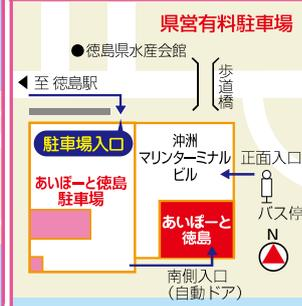 県営有料駐車場
●徳島県水産会館
歩道橋
至 徳島駅
駐車場入口
沖洲
マリンターミナル
ビル
正面入口
あいぽーと徳島
駐車場
バス停
あいぽーと
徳島
N
南側入口
（自動ドア）